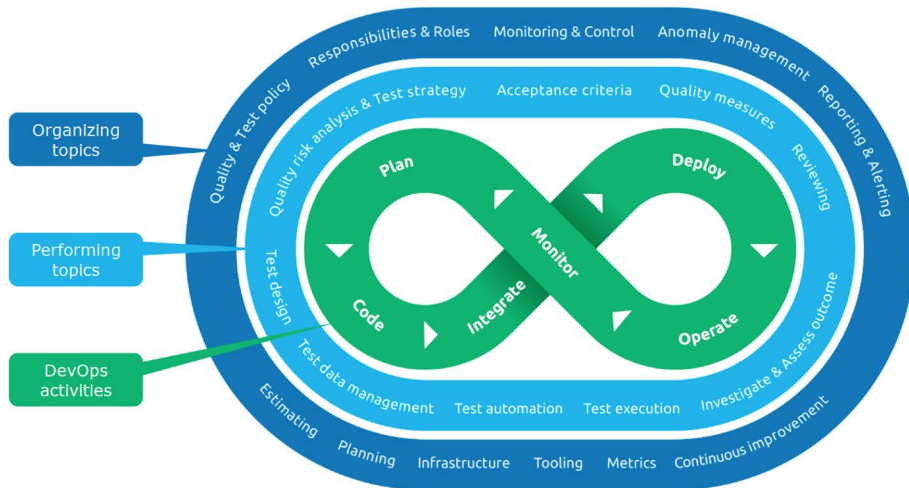 Organizing
topics
Performing
topics
DevOps
activities
Quality & Test policy
Responsibilities & Roles
Monitoring & Control
Anomaly management
Reporting & Alerting
Estimating
Planning
Infrastructure
Tooling
Metrics
Continuous improvement
Quality risk analysis & Test strategy
Acceptance criteria
Quality measures
Reviewing
Test design
Test data management
Test automation
Test execution
Investigate & Assess outcome
Plan
Code
Integrate
Deploy
Operate
Monitor